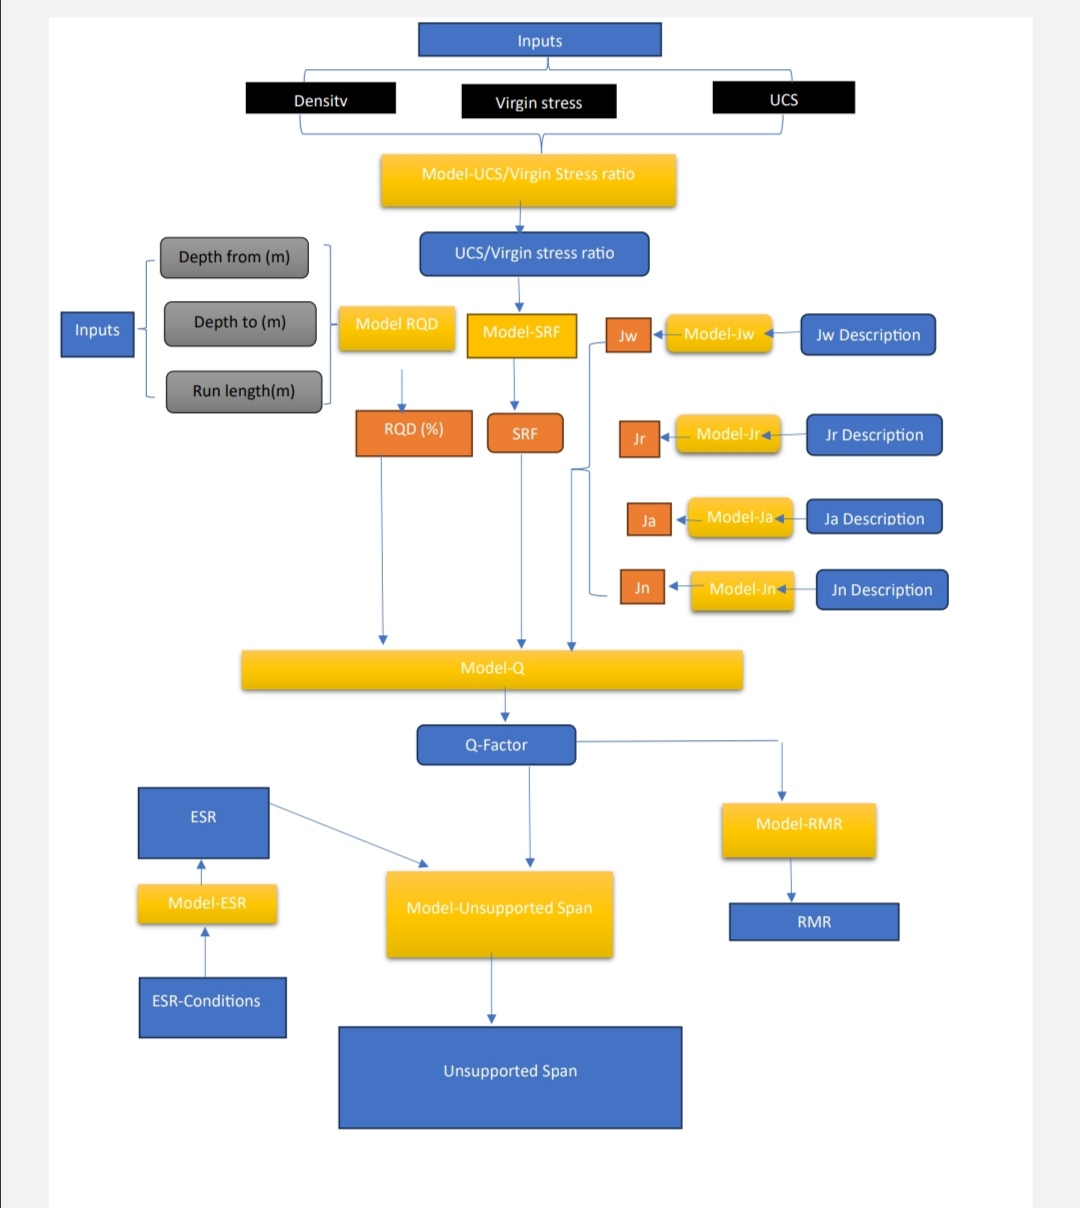 Inputs
Density
Virgin stress
UCS
Model-UCS/Virgin Stress ratio
UCS/Virgin stress ratio
Depth from (m)
Inputs
Depth to (m)
Run length(m)
Model RQD
Model-SRF
Jw
Model-Jw
Jw Description
RQD (%)
SRF
Jr
Model-Jr
Jr Description
Ja
Model-Ja
Ja Description
Jn
Model-Jn
Jn Description
Model-Q
Q-Factor
ESR
Model-RMR
Model-ESR
Model-Unsupported Span
RMR
ESR-Conditions
Unsupported Span